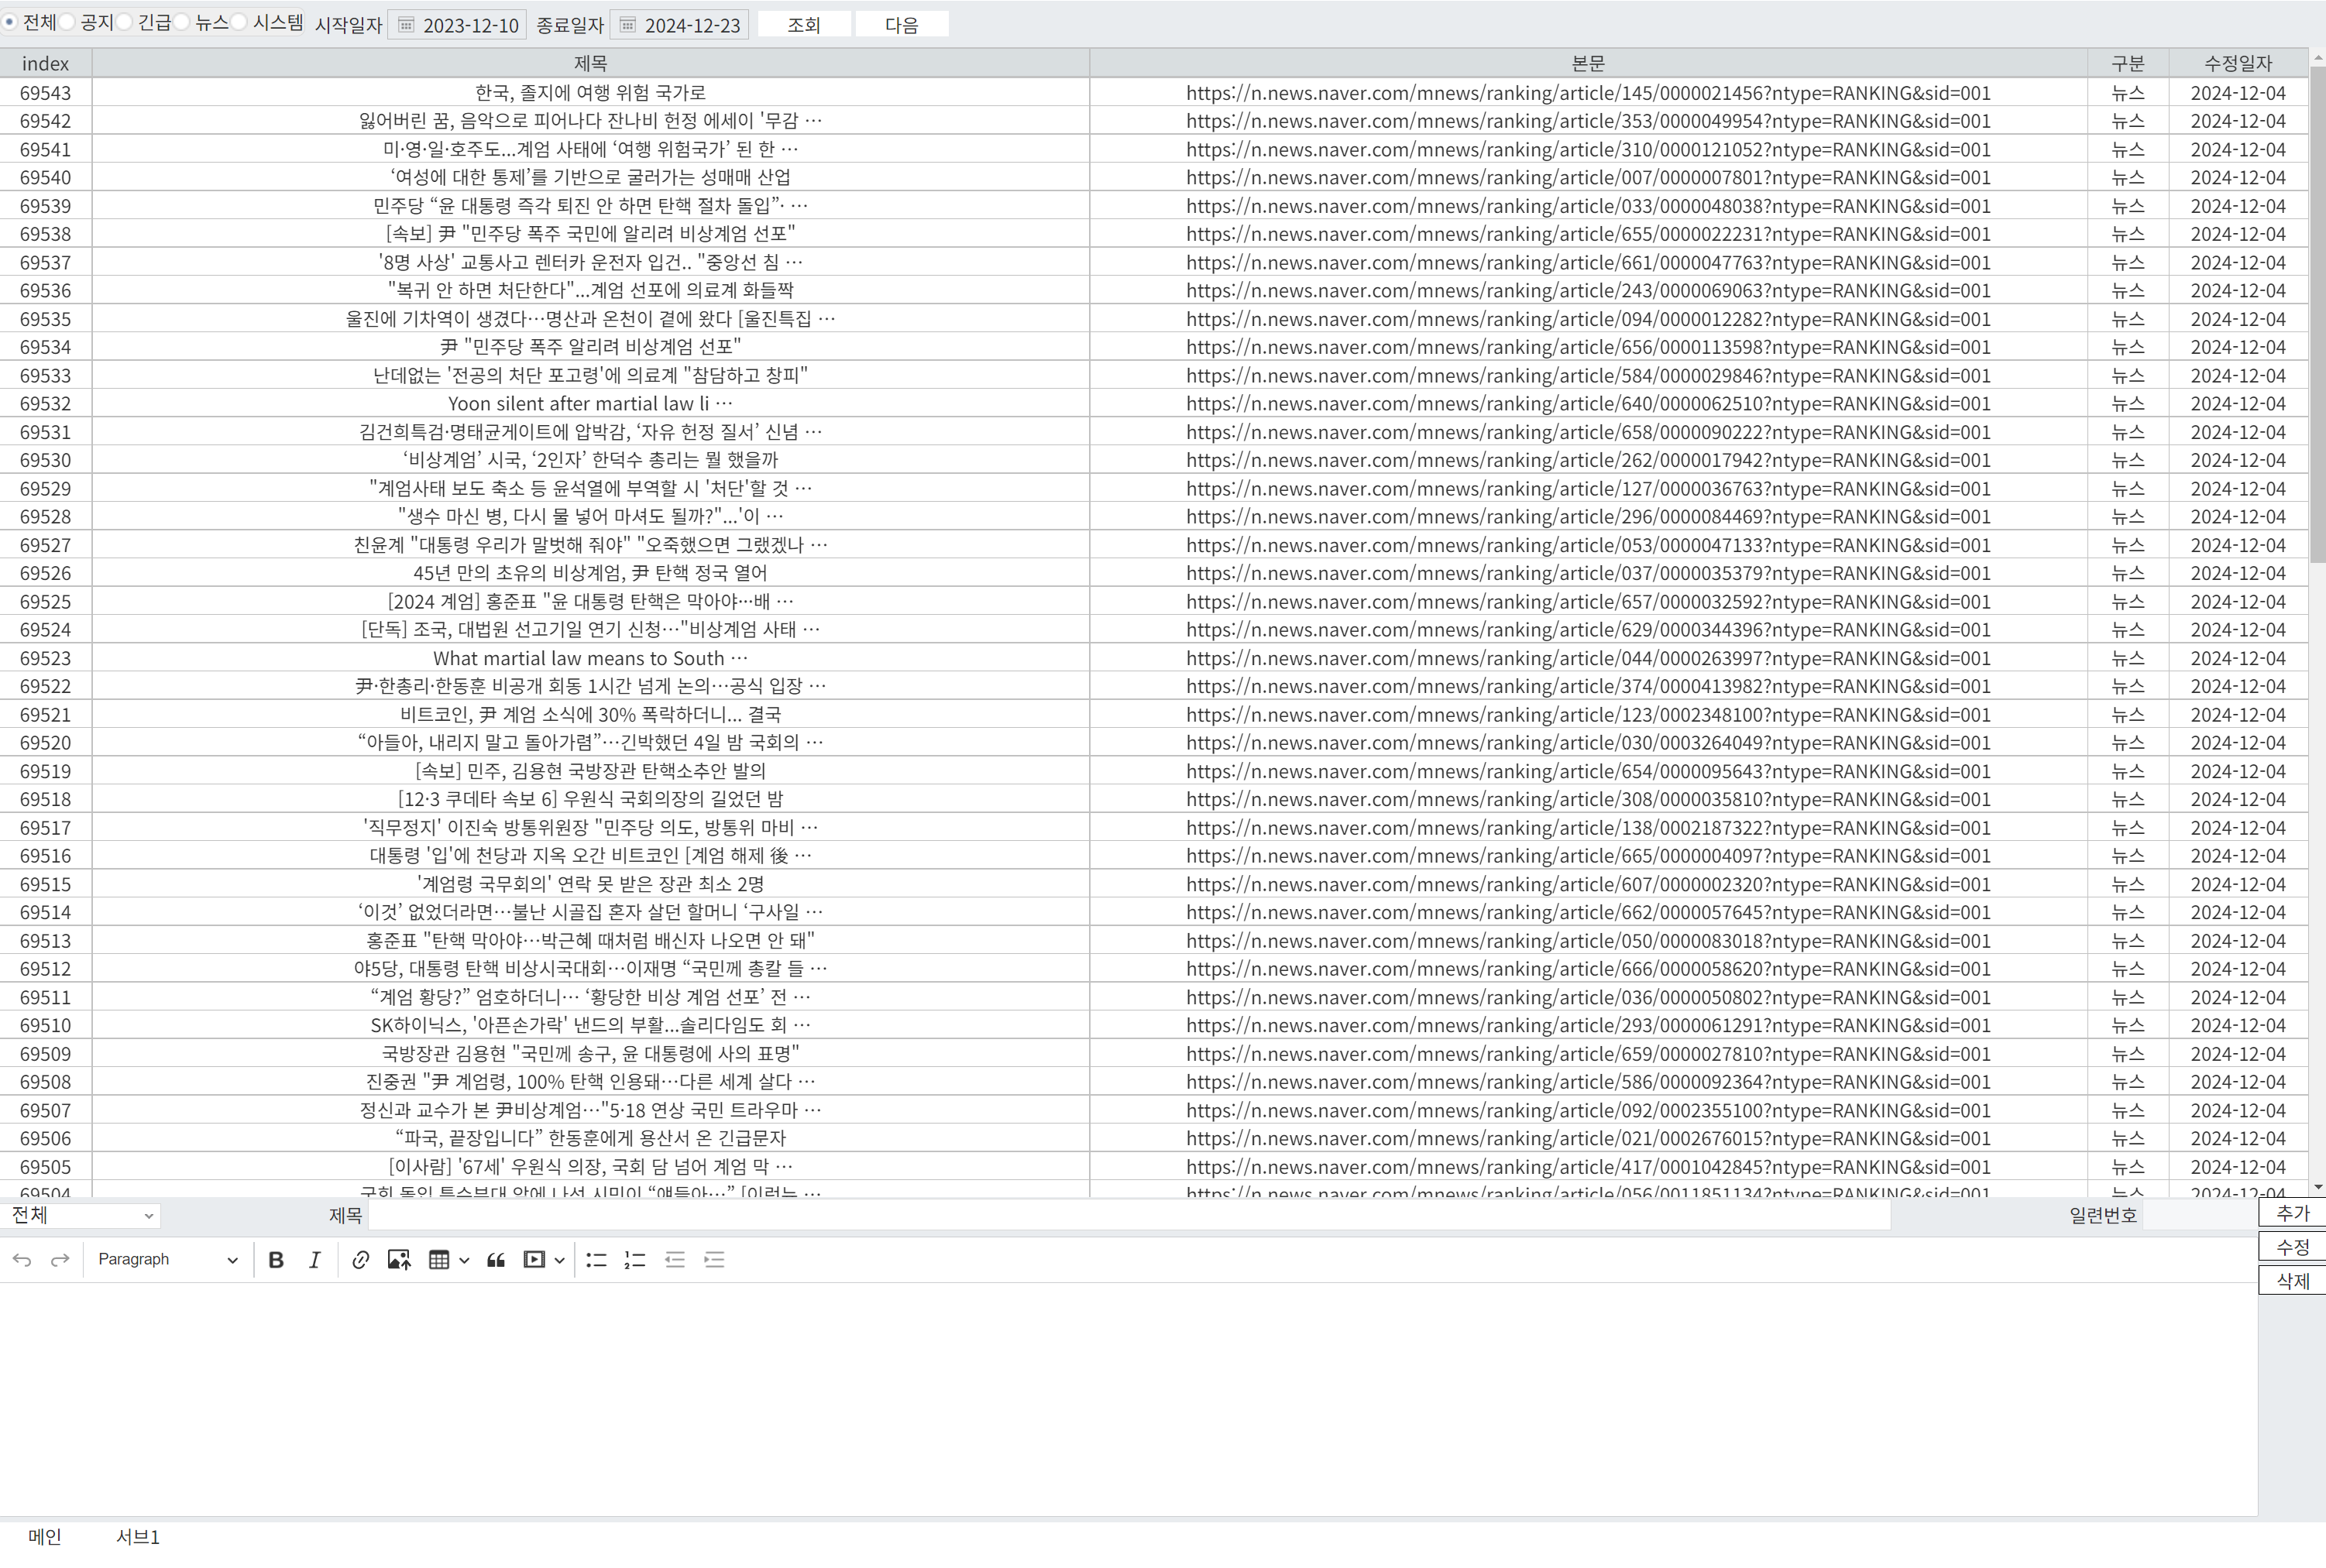 전체 공지 긴급 뉴스 시스템 시작일자 2023-12-10 종료일자 2024-12-23 조회 다음
index 제목 본문 구분 수정일자
69543 한국, 졸지에 여행 위험 국가로 https://n.news.naver.com/mnews/ranking/article/145/0000021456?ntype=RANKING&sid=001 뉴스 2024-12-04
69542 잃어버린 꿈, 음악으로 피어나다 잔나비 헌정 에세이 '무감 … https://n.news.naver.com/mnews/ranking/article/353/0000049954?ntype=RANKING&sid=001 뉴스 2024-12-04
69541 미·영·일·호주도...계엄 사태에 ‘여행 위험국가’ 된 한 … https://n.news.naver.com/mnews/ranking/article/310/0000121052?ntype=RANKING&sid=001 뉴스 2024-12-04
69540 ‘여성에 대한 통제’를 기반으로 굴러가는 성매매 산업 https://n.news.naver.com/mnews/ranking/article/007/0000007801?ntype=RANKING&sid=001 뉴스 2024-12-04
69539 민주당 “윤 대통령 즉각 퇴진 안 하면 탄핵 절차 돌입”· … https://n.news.naver.com/mnews/ranking/article/033/0000048038?ntype=RANKING&sid=001 뉴스 2024-12-04
69538 [속보] 尹 "민주당 폭주 국민에 알리려 비상계엄 선포" https://n.news.naver.com/mnews/ranking/article/655/0000022231?ntype=RANKING&sid=001 뉴스 2024-12-04
69537 '8명 사상' 교통사고 렌터카 운전자 입건.. "중앙선 침 … https://n.news.naver.com/mnews/ranking/article/661/0000047763?ntype=RANKING&sid=001 뉴스 2024-12-04
69536 "복귀 안 하면 처단한다"...계엄 선포에 의료계 화들짝 https://n.news.naver.com/mnews/ranking/article/243/0000069063?ntype=RANKING&sid=001 뉴스 2024-12-04
69535 울진에 기차역이 생겼다…명산과 온천이 곁에 왔다 [울진특집 … https://n.news.naver.com/mnews/ranking/article/094/0000012282?ntype=RANKING&sid=001 뉴스 2024-12-04
69534 尹 "민주당 폭주 알리려 비상계엄 선포" https://n.news.naver.com/mnews/ranking/article/656/0000113598?ntype=RANKING&sid=001 뉴스 2024-12-04
69533 난데없는 '전공의 처단 포고령'에 의료계 "참담하고 창피" https://n.news.naver.com/mnews/ranking/article/584/0000029846?ntype=RANKING&sid=001 뉴스 2024-12-04
69532 Yoon silent after martial law li … https://n.news.naver.com/mnews/ranking/article/640/0000062510?ntype=RANKING&sid=001 뉴스 2024-12-04
69531 김건희특검·명태균게이트에 압박감, ‘자유 헌정 질서’ 신념 … https://n.news.naver.com/mnews/ranking/article/658/0000090222?ntype=RANKING&sid=001 뉴스 2024-12-04
69530 ‘비상계엄’ 시국, ‘2인자’ 한덕수 총리는 뭘 했을까 https://n.news.naver.com/mnews/ranking/article/262/0000017942?ntype=RANKING&sid=001 뉴스 2024-12-04
69529 "계엄사태 보도 축소 등 윤석열에 부역할 시 '처단'할 것 … https://n.news.naver.com/mnews/ranking/article/127/0000036763?ntype=RANKING&sid=001 뉴스 2024-12-04
69528 "생수 마신 병, 다시 물 넣어 마셔도 될까?"...'이 … https://n.news.naver.com/mnews/ranking/article/296/0000084469?ntype=RANKING&sid=001 뉴스 2024-12-04
69527 친윤계 "대통령 우리가 말벗해 줘야" "오죽했으면 그랬겠나 … https://n.news.naver.com/mnews/ranking/article/053/0000047133?ntype=RANKING&sid=001 뉴스 2024-12-04
69526 45년 만의 초유의 비상계엄, 尹 탄핵 정국 열어 https://n.news.naver.com/mnews/ranking/article/037/0000035379?ntype=RANKING&sid=001 뉴스 2024-12-04
69525 [2024 계엄] 홍준표 "윤 대통령 탄핵은 막아야···배 … https://n.news.naver.com/mnews/ranking/article/657/0000032592?ntype=RANKING&sid=001 뉴스 2024-12-04
69524 [단독] 조국, 대법원 선고기일 연기 신청…"비상계엄 사태 … https://n.news.naver.com/mnews/ranking/article/629/0000344396?ntype=RANKING&sid=001 뉴스 2024-12-04
69523 What martial law means to South … https://n.news.naver.com/mnews/ranking/article/044/0000263997?ntype=RANKING&sid=001 뉴스 2024-12-04
69522 尹·한총리·한동훈 비공개 회동 1시간 넘게 논의…공식 입장 … https://n.news.naver.com/mnews/ranking/article/374/0000413982?ntype=RANKING&sid=001 뉴스 2024-12-04
69521 비트코인, 尹 계엄 소식에 30% 폭락하더니... 결국 https://n.news.naver.com/mnews/ranking/article/123/0002348100?ntype=RANKING&sid=001 뉴스 2024-12-04
69520 “아들아, 내리지 말고 돌아가렴”…긴박했던 4일 밤 국회의 … https://n.news.naver.com/mnews/ranking/article/030/0003264049?ntype=RANKING&sid=001 뉴스 2024-12-04
69519 [속보] 민주, 김용현 국방장관 탄핵소추안 발의 https://n.news.naver.com/mnews/ranking/article/654/0000095643?ntype=RANKING&sid=001 뉴스 2024-12-04
69518 [12·3 쿠데타 속보 6] 우원식 국회의장의 길었던 밤 https://n.news.naver.com/mnews/ranking/article/308/0000035810?ntype=RANKING&sid=001 뉴스 2024-12-04
69517 '직무정지' 이진숙 방통위원장 "민주당 의도, 방통위 마비 … https://n.news.naver.com/mnews/ranking/article/138/0002187322?ntype=RANKING&sid=001 뉴스 2024-12-04
69516 대통령 '입'에 천당과 지옥 오간 비트코인 [계엄 해제 後 … https://n.news.naver.com/mnews/ranking/article/665/0000004097?ntype=RANKING&sid=001 뉴스 2024-12-04
69515 '계엄령 국무회의' 연락 못 받은 장관 최소 2명 https://n.news.naver.com/mnews/ranking/article/607/0000002320?ntype=RANKING&sid=001 뉴스 2024-12-04
69514 ‘이것’ 없었더라면…불난 시골집 혼자 살던 할머니 ‘구사일 … https://n.news.naver.com/mnews/ranking/article/662/0000057645?ntype=RANKING&sid=001 뉴스 2024-12-04
69513 홍준표 "탄핵 막아야…박근혜 때처럼 배신자 나오면 안 돼" https://n.news.naver.com/mnews/ranking/article/050/0000083018?ntype=RANKING&sid=001 뉴스 2024-12-04
69512 야5당, 대통령 탄핵 비상시국대회…이재명 “국민께 총칼 들 … https://n.news.naver.com/mnews/ranking/article/666/0000058620?ntype=RANKING&sid=001 뉴스 2024-12-04
69511 “계엄 황당?” 엄호하더니… ‘황당한 비상 계엄 선포’ 전 … https://n.news.naver.com/mnews/ranking/article/036/0000050802?ntype=RANKING&sid=001 뉴스 2024-12-04
69510 SK하이닉스, '아픈손가락' 낸드의 부활...솔리다임도 회 … https://n.news.naver.com/mnews/ranking/article/293/0000061291?ntype=RANKING&sid=001 뉴스 2024-12-04
69509 국방장관 김용현 "국민께 송구, 윤 대통령에 사의 표명" https://n.news.naver.com/mnews/ranking/article/659/0000027810?ntype=RANKING&sid=001 뉴스 2024-12-04
69508 진중권 "尹 계엄령, 100% 탄핵 인용돼…다른 세계 살다 … https://n.news.naver.com/mnews/ranking/article/586/0000092364?ntype=RANKING&sid=001 뉴스 2024-12-04
69507 정신과 교수가 본 尹비상계엄…"5·18 연상 국민 트라우마 … https://n.news.naver.com/mnews/ranking/article/092/0002355100?ntype=RANKING&sid=001 뉴스 2024-12-04
69506 “파국, 끝장입니다” 한동훈에게 용산서 온 긴급문자 https://n.news.naver.com/mnews/ranking/article/021/0002676015?ntype=RANKING&sid=001 뉴스 2024-12-04
69505 [이사람] '67세' 우원식 의장, 국회 담 넘어 계엄 막 … https://n.news.naver.com/mnews/ranking/article/417/0001042845?ntype=RANKING&sid=001 뉴스 2024-12-04
69504 국회 돌입 특수부대 앞에 나선 시민이 “얘들아…” [이런뉴 … https://n.news.naver.com/mnews/ranking/article/056/0011851134?ntype=RANKING&sid=001 뉴스 2024-12-04
전체 제목 일련번호 추가
Paragraph 수정
삭제
메인 서브1